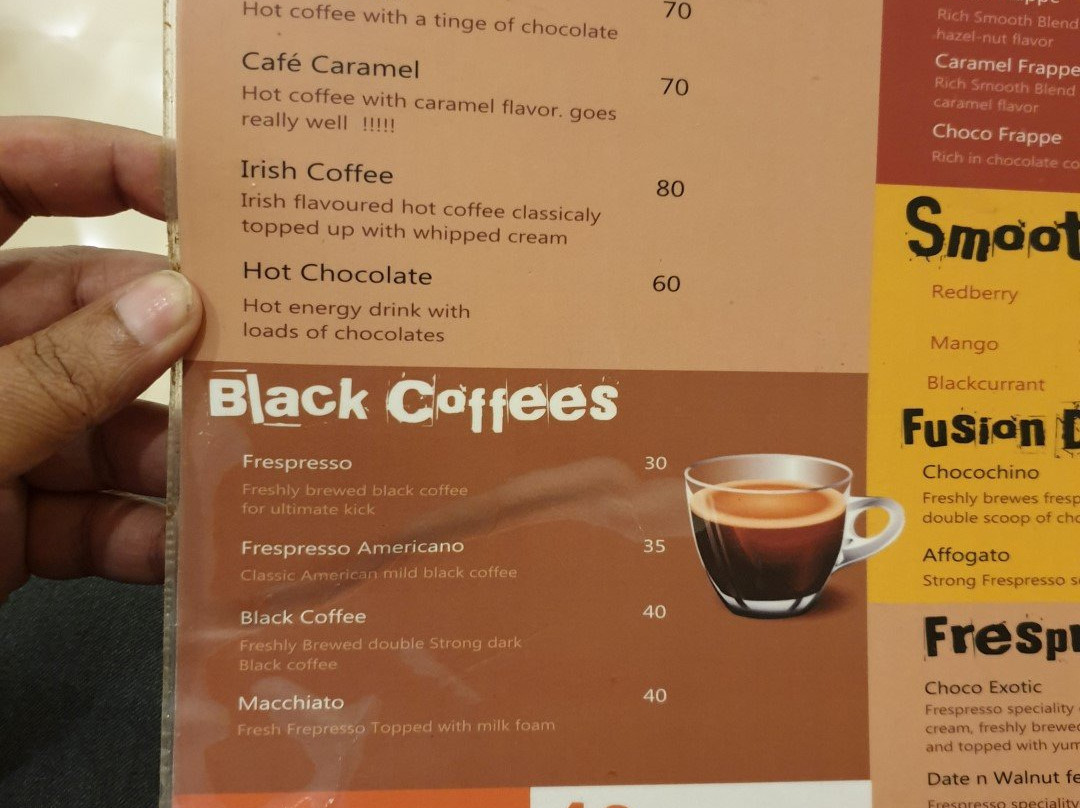 Hot coffee with a tinge of chocolate 70
Café Caramel 70
Hot coffee with caramel flavor. goes
really well !!!!!
Irish Coffee 80
Irish flavoured hot coffee classicaly
topped up with whipped cream
Hot Chocolate 60
Hot energy drink with
loads of chocolates
Black Coffees
Frespresso 30
Freshly brewed black coffee
for ultimate kick
Frespresso Americano 35
Classic American mild black coffee
Black Coffee 40
Freshly Brewed double Strong dark
Black coffee
Macchiato 40
Fresh Frepresso Topped with milk foam
Rich Smooth Blend
hazel-nut flavor
Caramel Frappe
Rich Smooth Blend
caramel flavor
Choco Frappe
Rich in chocolate
Redberry
Mango
Blackcurrant
Fusion
Chocochino
Freshly brewes
double scoop of
Affogato
Strong Frespresso
Choco Exotic
Frespresso speciality
cream, freshly brewed
and topped with
Date n Walnut
Frespresso speciality